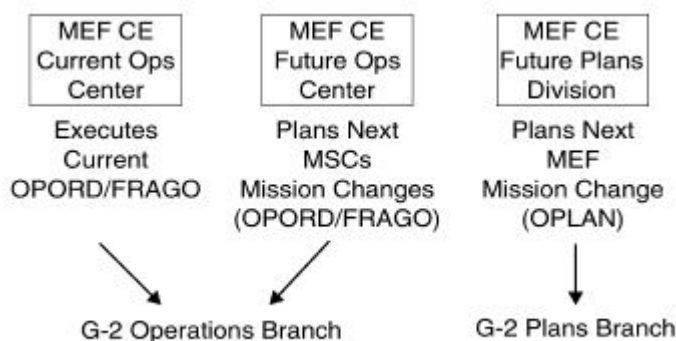 MEF CE
Current Ops
Center
Executes
Current
OPORD/FRAGO
MEF CE
Future Ops
Center
Plans Next
MSCs
Mission Changes
(OPORD/FRAGO)
MEF CE
Future Plans
Division
Plans Next
MEF
Mission Change
(OPLAN)
G-2 Operations Branch
G-2 Plans Branch